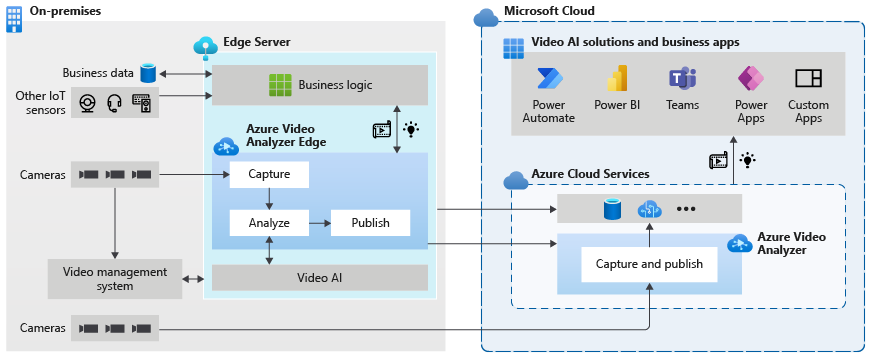 On-premises
Microsoft Cloud
Edge Server
Video AI solutions and business apps
Business data
Business logic
Other IoT
sensors
Power
Automate
Power BI
Teams
Power
Apps
Custom
Apps
Azure Video
Analyzer Edge
Cameras
Capture
Azure Cloud Services
Analyze
Publish
•••
Azure Video
Analyzer
Capture and publish
Video management
system
Video AI
Cameras